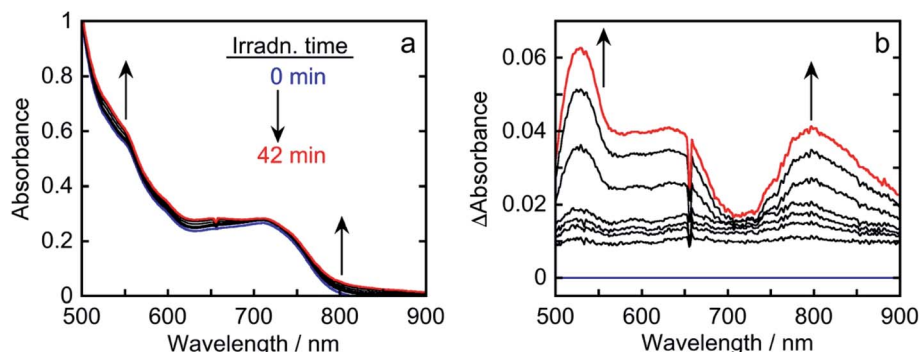 a
Irradn. time
0 min
42 min
1
0.8
0.6
0.4
0.2
0
Absorbance
500 600 700 800 900
Wavelength / nm
b
0.06
0.04
0.02
0
ΔAbsorbance
500 600 700 800 900
Wavelength / nm